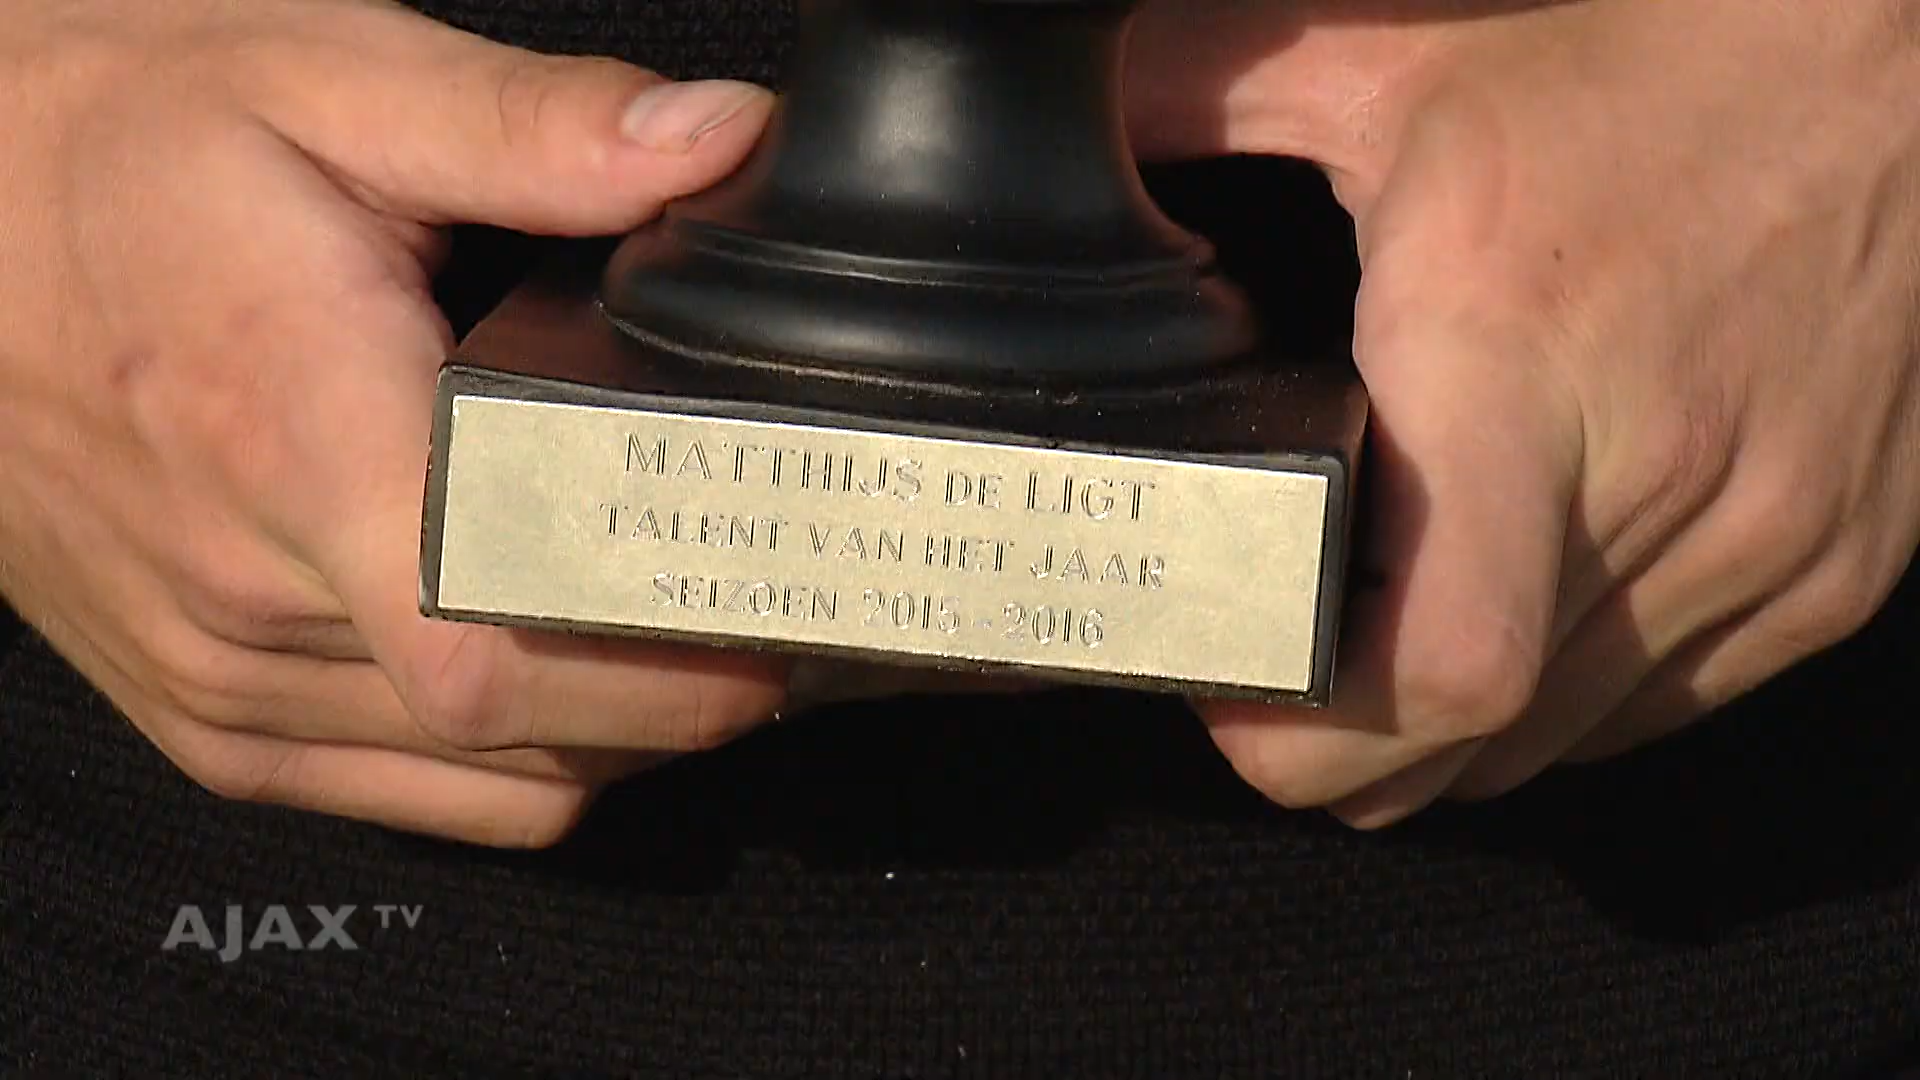 MATTHIJS DE LIGT
TALENT VAN HET JAAR
SEIZOEN 2015-2016
AJAX TV